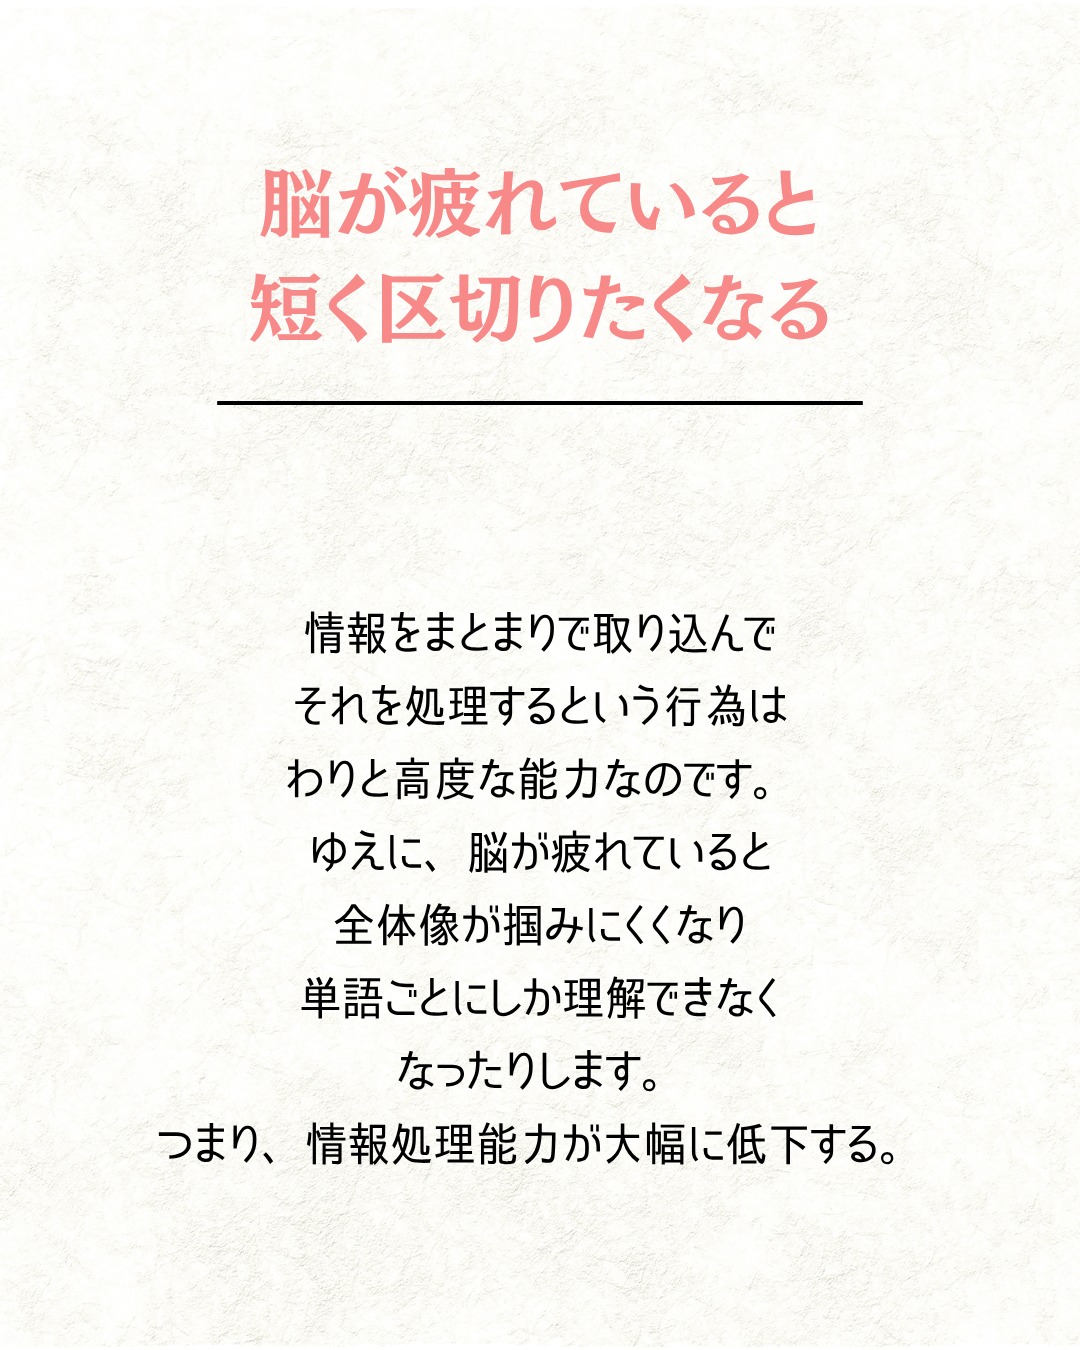 脳が疲れていると
短く区切りたくなる
情報をまとまりで取り込んで
それを処理するという行為は
わりと高度な能力なのです。
ゆえに、脳が疲れていると
全体像が掴みにくくなり
単語ごとにしか理解できなく
なったりします。
つまり、情報処理能力が大幅に低下する。